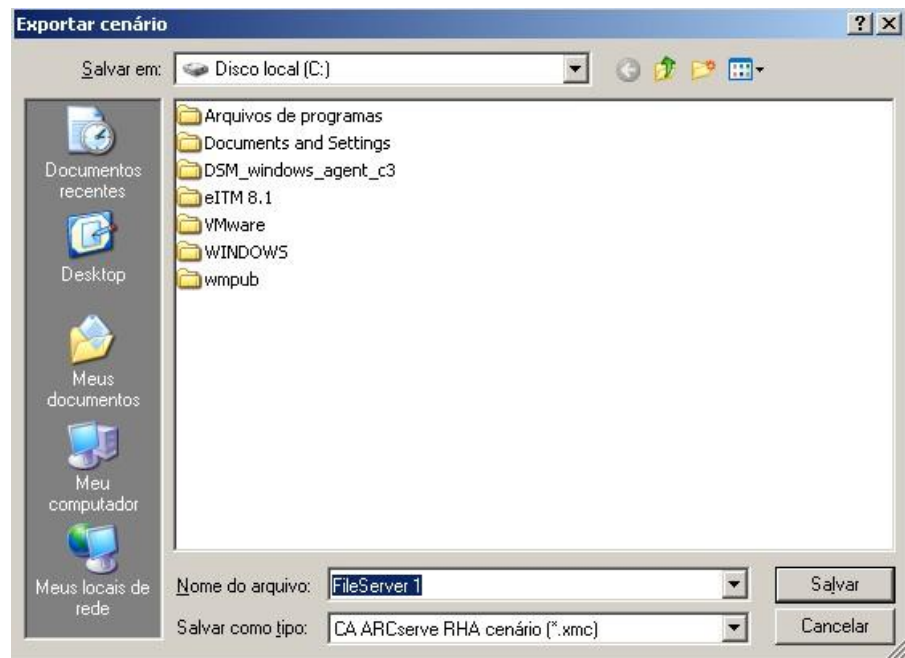 Exportar cenário
Salvar em:
Disco local (C:)
Documentos
recentes
Desktop
Meus
documentos
Meu
computador
Meus locais de
rede
Arquivos de programas
Documents and Settings
DSM_windows_agent_c3
eITM 8.1
VMware
WINDOWS
wmpub
Nome do arquivo:
FileServer 1
Salvar
Salvar como tipo:
CA ARCserve RHA cenário (*.xmc)
Cancelar